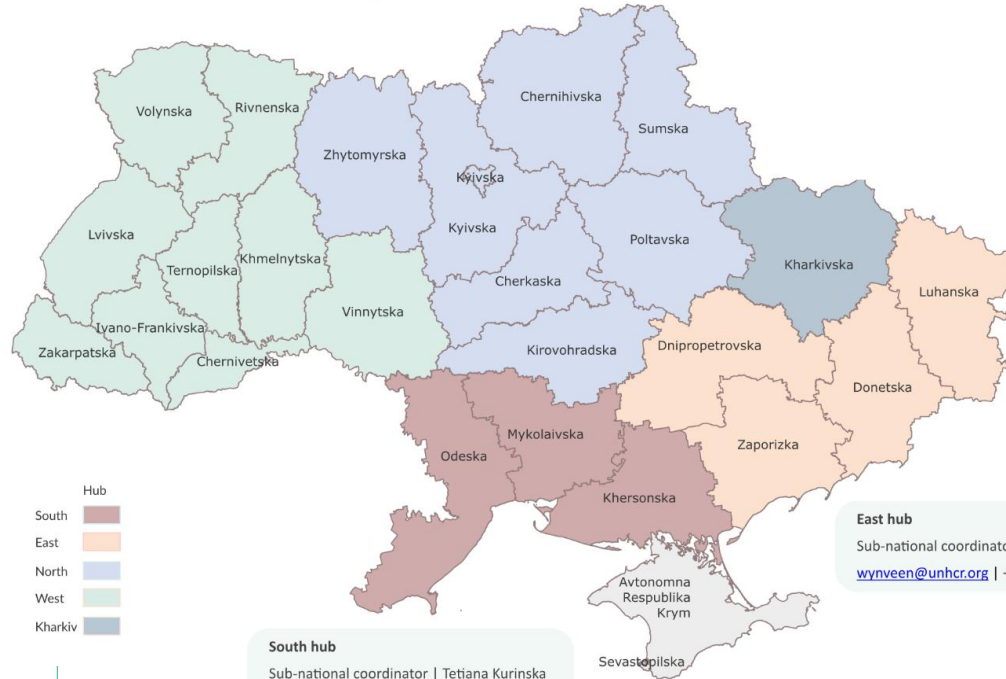 Volynska
Rivnenska
Zhytomyrska
Chernihivska
Sumska
Kyivska
Kyivska
Lvivska
Ternopilska
Khmelnytska
Vinnytska
Cherkaska
Poltavska
Kharkivska
Luhanska
Zakarpatska
Ivano-Frankivska
Chernivetska
Kirovohradska
Dnipropetrovska
Donetska
Odeska
Mykolaivska
Zaporizka
Khersonska
Avtonomna
Respublika
Krym
Sevastopilska
Hub
South
East
North
West
Kharkiv
South hub
Sub-national coordinator | Tetiana Kurinska
East hub
Sub-national coordinato
wynveen@unhcr.org |